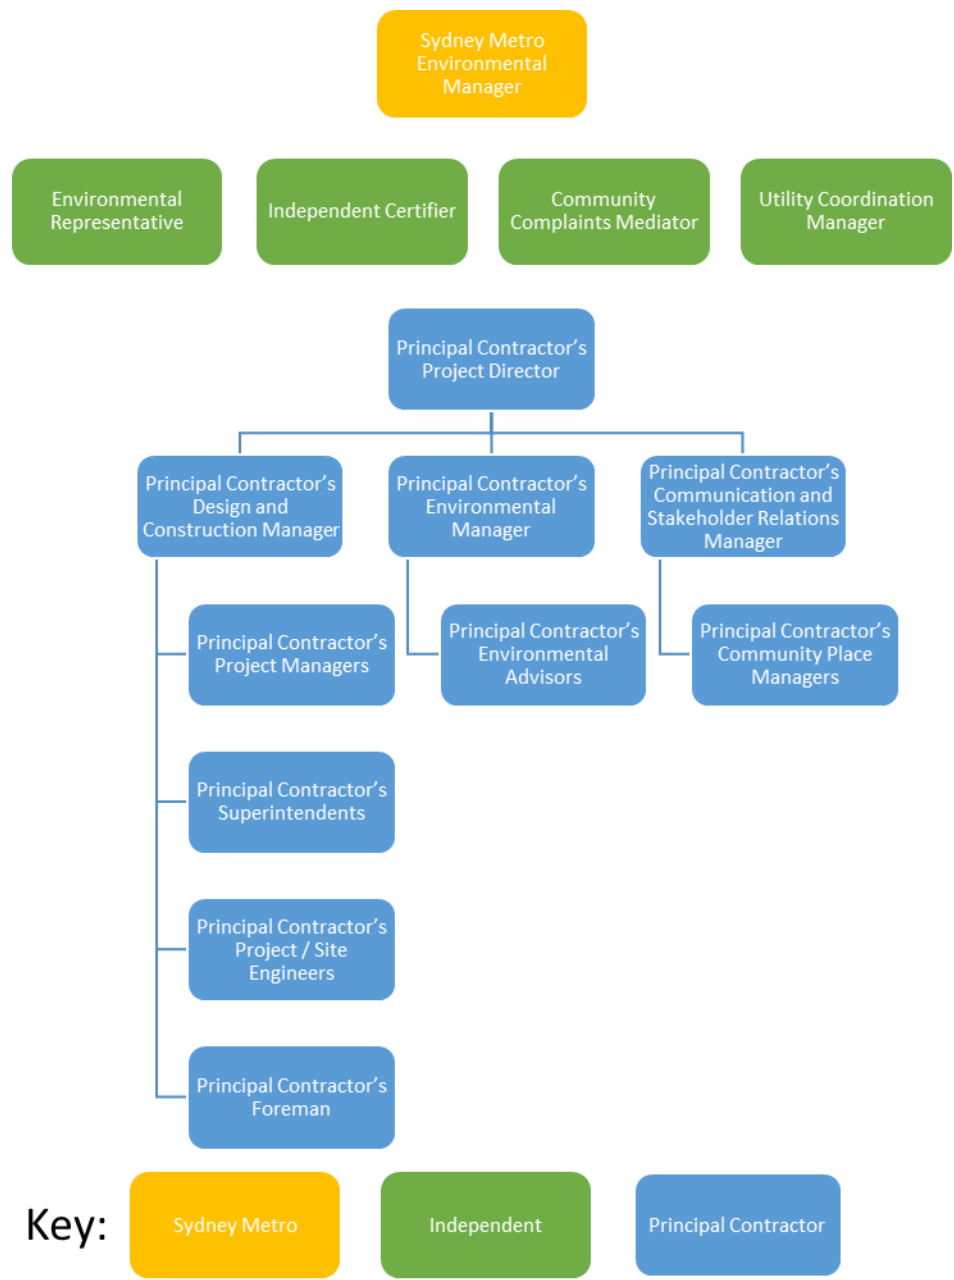 Sydney Metro
Environmental
Manager
Environmental
Representative
Independent Certifier
Community
Complaints Mediator
Utility Coordination
Manager
Principal Contractor’s
Project Director
Principal Contractor’s
Design and
Construction Manager
Principal Contractor’s
Environmental
Manager
Principal Contractor’s
Communication and
Stakeholder Relations
Manager
Principal Contractor’s
Project Managers
Principal Contractor’s
Environmental
Advisors
Principal Contractor’s
Community Place
Managers
Principal Contractor’s
Superintendents
Principal Contractor’s
Project / Site
Engineers
Principal Contractor’s
Foreman
Key:
Sydney Metro
Independent
Principal Contractor